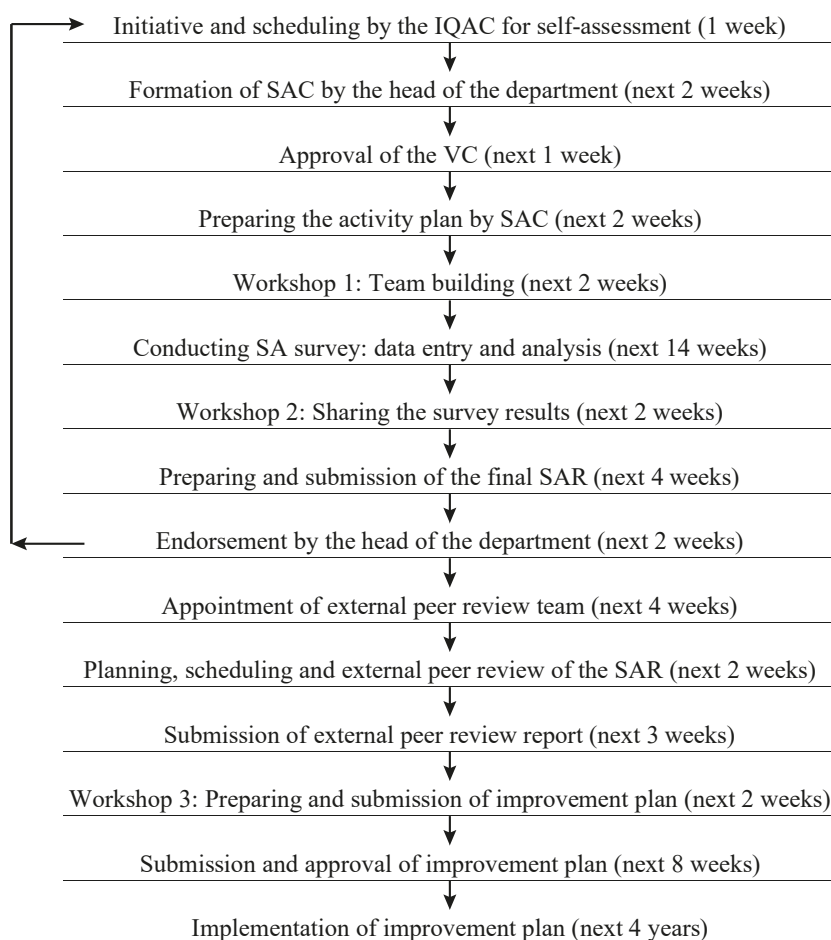 Initiative and scheduling by the IQAC for self-assessment (1 week)
Formation of SAC by the head of the department (next 2 weeks)
Approval of the VC (next 1 week)
Preparing the activity plan by SAC (next 2 weeks)
Workshop 1: Team building (next 2 weeks)
Conducting SA survey: data entry and analysis (next 14 weeks)
Workshop 2: Sharing the survey results (next 2 weeks)
Preparing and submission of the final SAR (next 4 weeks)
Endorsement by the head of the department (next 2 weeks)
Appointment of external peer review team (next 4 weeks)
Planning, scheduling and external peer review of the SAR (next 2 weeks)
Submission of external peer review report (next 3 weeks)
Workshop 3: Preparing and submission of improvement plan (next 2 weeks)
Submission and approval of improvement plan (next 8 weeks)
Implementation of improvement plan (next 4 years)